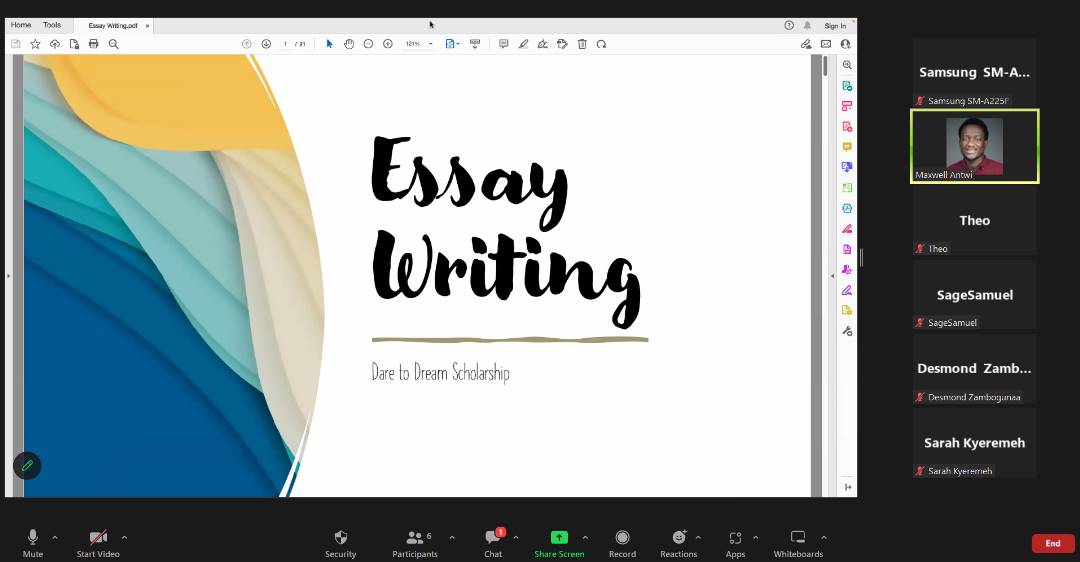 Home Tools Essay Writing.pdf × Sign In
1 / 21 121%
Essay
Writing
Dare to Dream Scholarship
Samsung SM-A...
Samsung SM-A225F
Maxwell Antwi
Theo
Theo
SageSamuel
SageSamuel
Desmond Zamb...
Desmond Zambogunaa
Sarah Kyeremeh
Sarah Kyeremeh
6 1
Mute Start Video Security Participants Chat Share Screen Record Reactions Apps Whiteboards End